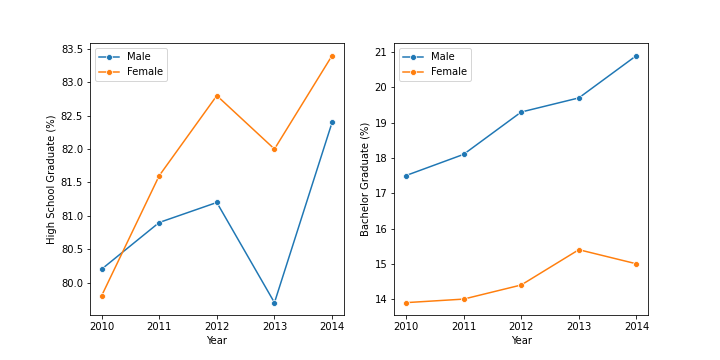 High School Graduate (%)
83.5
83.0
82.5
82.0
81.5
81.0
80.5
80.0
Male
Female
2010 2011 2012 2013 2014
Year
Bachelor Graduate (%)
21
20
19
18
17
16
15
14
Male
Female
2010 2011 2012 2013 2014
Year